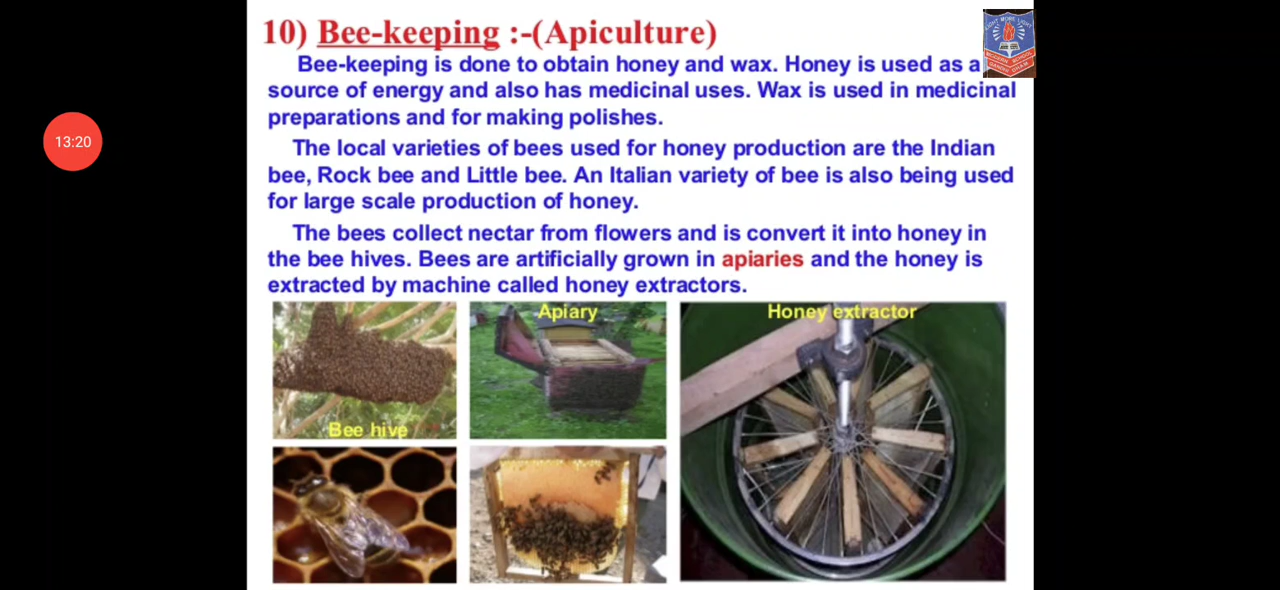 10) Bee-keeping :-(Apiculture)
Bee-keeping is done to obtain honey and wax. Honey is used as a
source of energy and also has medicinal uses. Wax is used in medicinal
preparations and for making polishes.
The local varieties of bees used for honey production are the Indian
bee, Rock bee and Little bee. An Italian variety of bee is also being used
for large scale production of honey.
The bees collect nectar from flowers and is convert it into honey in
the bee hives. Bees are artificially grown in apiaries and the honey is
extracted by machine called honey extractors.
13:20
Apiary
Honey extractor
Bee hive
LIGHT MORE LIGHT
MODERN SCHOOL